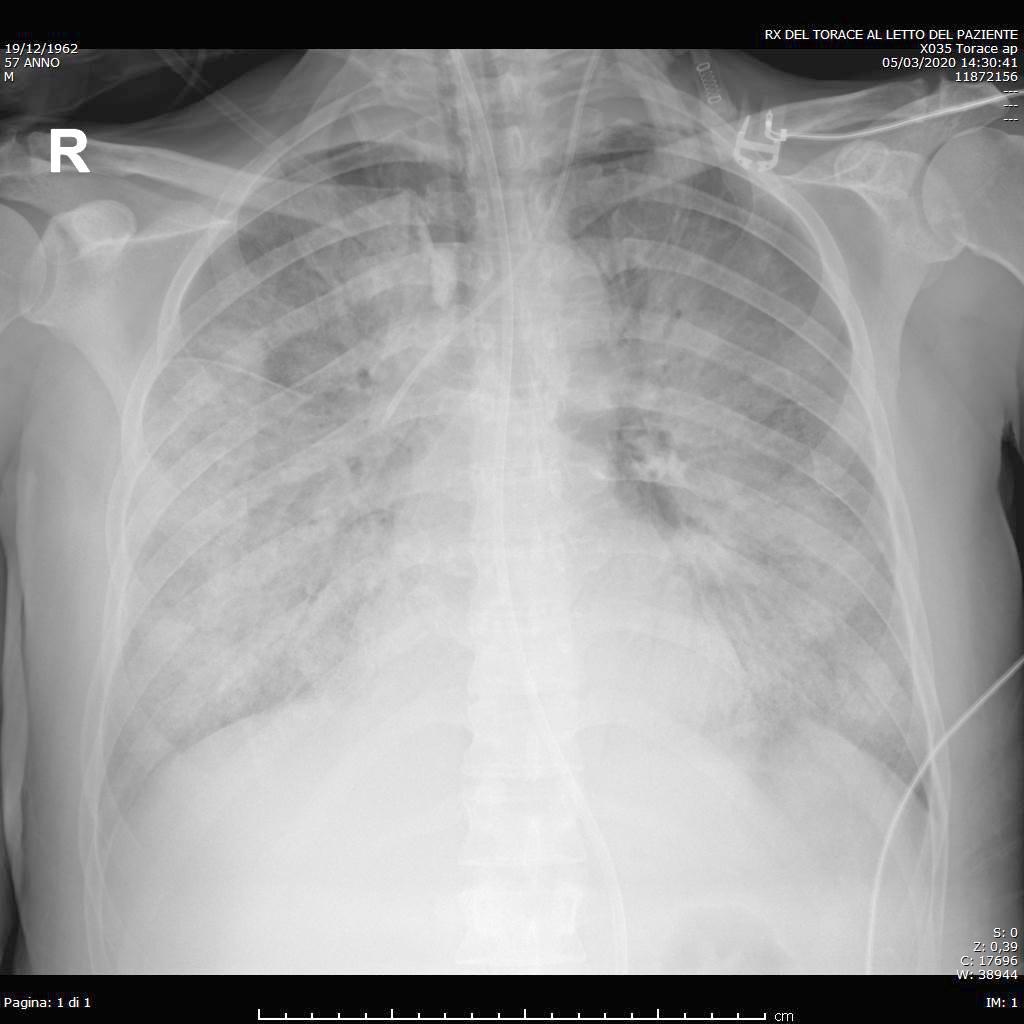 19/12/1962
57 ANNO
M
RX DEL TORACE AL LETTO DEL PAZIENTE
X035 Torace ap
05/03/2020 14:30:41
11872156
---
---
---
R
S: 0
Z: 0,39
C: 17696
W: 38944
Pagina: 1 di 1
cm
IM: 1